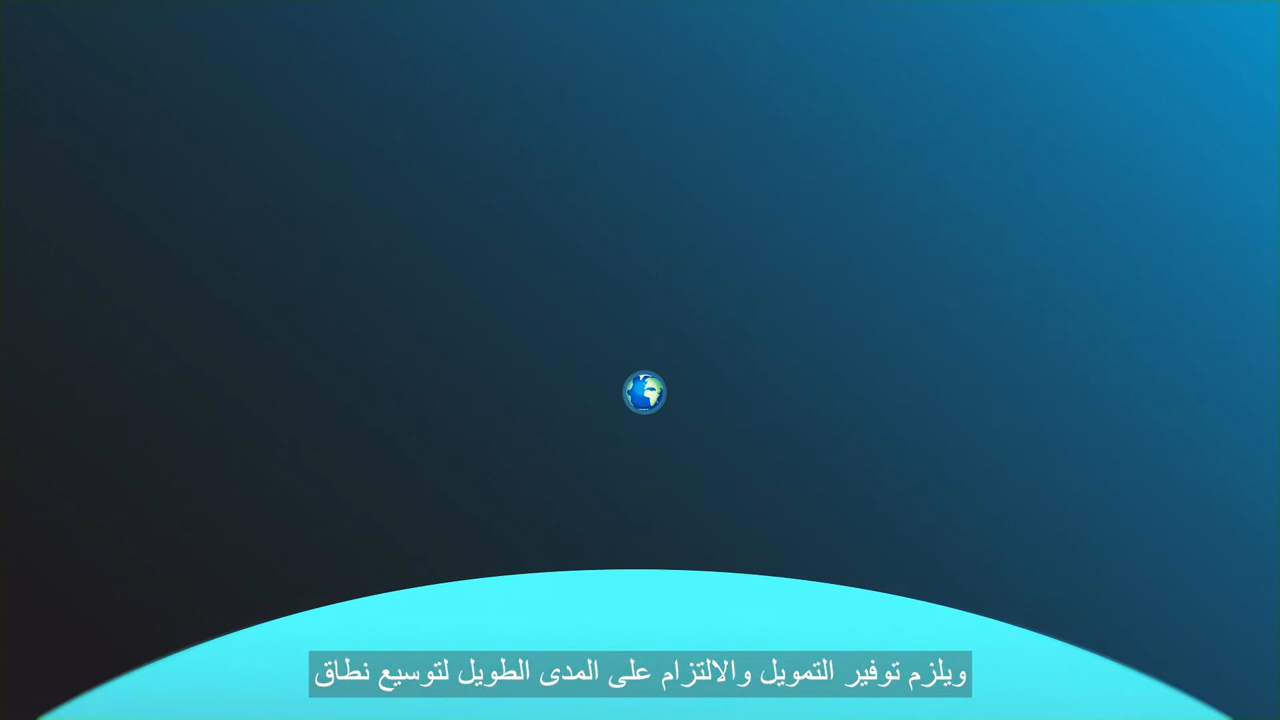 ويلزم توفير التمويل والالتزام على المدى الطويل لتوسيع نطاق